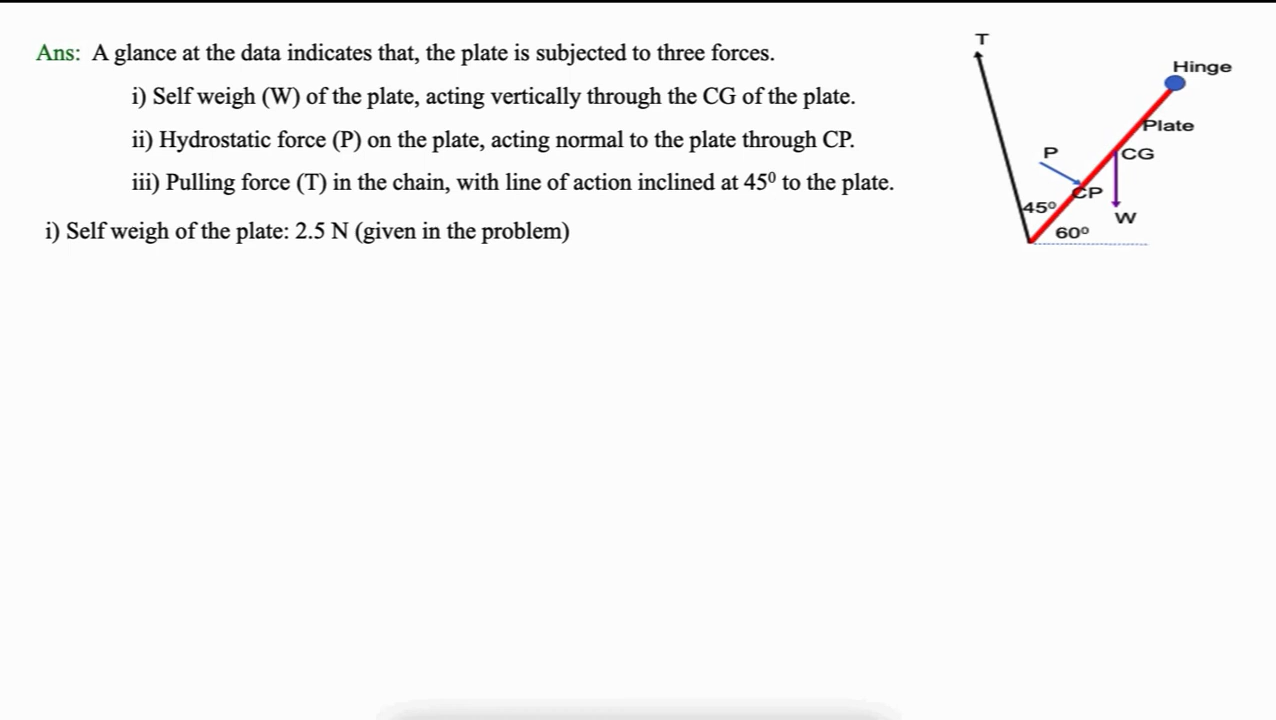 Ans: A glance at the data indicates that, the plate is subjected to three forces.
i) Self weigh (W) of the plate, acting vertically through the CG of the plate.
ii) Hydrostatic force (P) on the plate, acting normal to the plate through CP.
iii) Pulling force (T) in the chain, with line of action inclined at 45⁰ to the plate.
i) Self weigh of the plate: 2.5 N (given in the problem)
T
Hinge
Plate
P
CG
CP
45⁰
W
60⁰